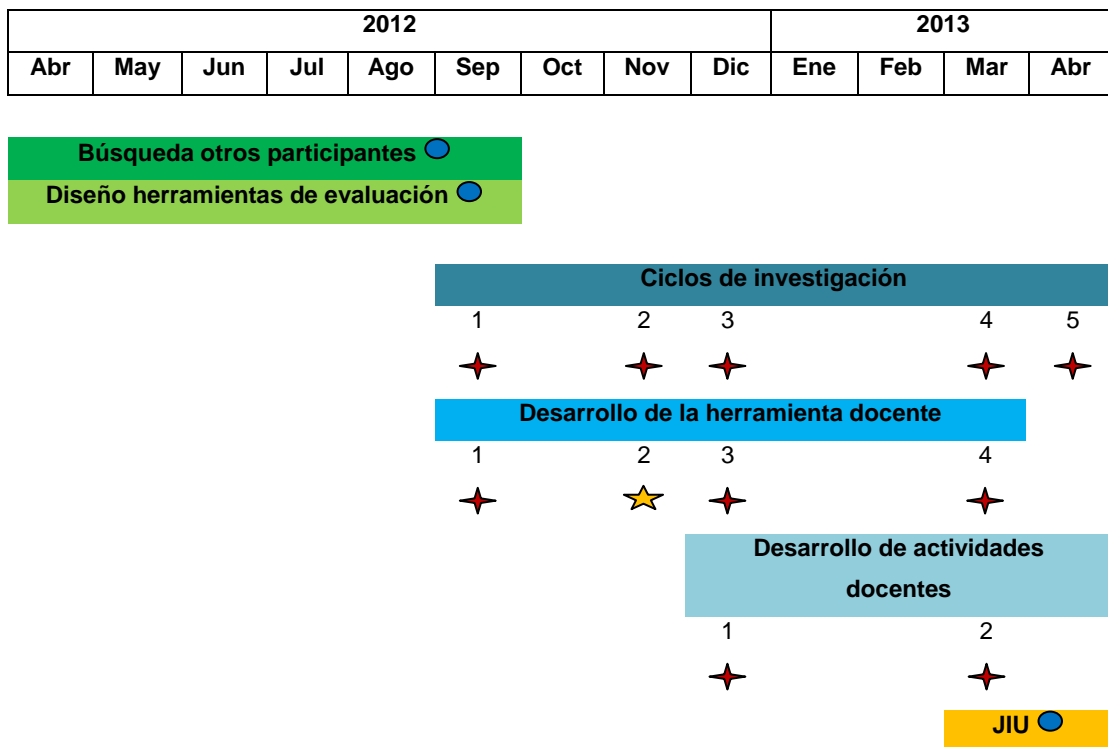 2012 2013
Abr May Jun Jul Ago Sep Oct Nov Dic Ene Feb Mar Abr
Búsqueda otros participantes
Diseño herramientas de evaluación
Ciclos de investigación
1 2 3 4 5
Desarrollo de la herramienta docente
1 2 3 4
Desarrollo de actividades
docentes
1 2
JIU